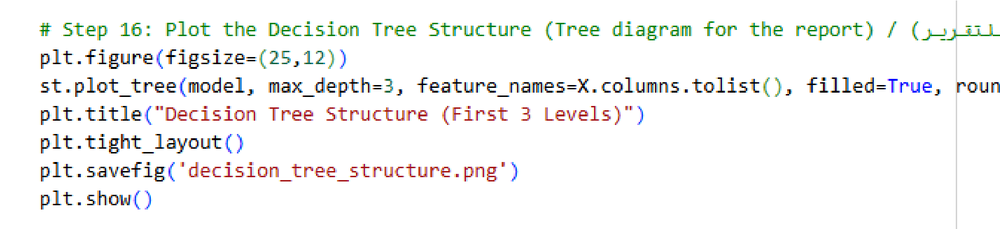 # Step 16: Plot the Decision Tree Structure (Tree diagram for the report) / (للتقرير
plt.figure(figsize=(25,12))
st.plot_tree(model, max_depth=3, feature_names=X.columns.tolist(), filled=True, roun
plt.title("Decision Tree Structure (First 3 Levels)")
plt.tight_layout()
plt.savefig('decision_tree_structure.png')
plt.show()